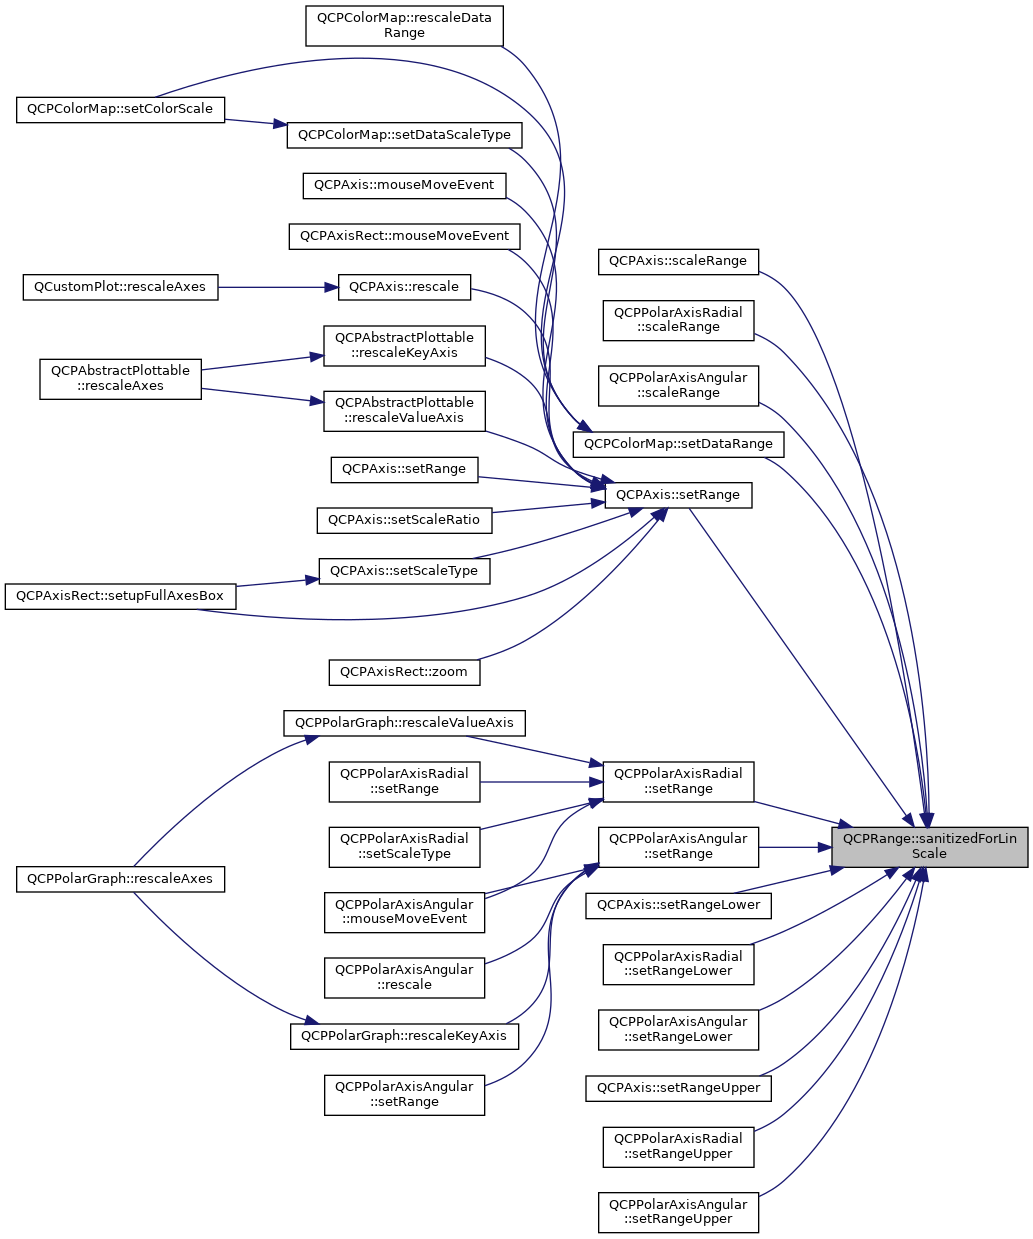 QCPColorMap::rescaleData
Range
QCPColorMap::setColorScale
QCPColorMap::setDataScaleType
QCPAxis::mouseMoveEvent
QCPAxisRect::mouseMoveEvent
QCustomPlot::rescaleAxes
QCPAxis::rescale
QCPAbstractPlottable
::rescaleKeyAxis
QCPAbstractPlottable
::rescaleAxes
QCPAbstractPlottable
::rescaleValueAxis
QCPAxis::setRange
QCPAxis::setScaleRatio
QCPAxis::setScaleType
QCPAxisRect::setupFullAxesBox
QCPAxisRect::zoom
QCPAxis::scaleRange
QCPPolarAxisRadial
::scaleRange
QCPPolarAxisAngular
::scaleRange
QCPColorMap::setDataRange
QCPAxis::setRange
QCPPolarGraph::rescaleValueAxis
QCPPolarAxisRadial
::setRange
QCPPolarAxisRadial
::setScaleType
QCPPolarGraph::rescaleAxes
QCPPolarAxisAngular
::mouseMoveEvent
QCPPolarAxisAngular
::rescale
QCPPolarGraph::rescaleKeyAxis
QCPPolarAxisAngular
::setRange
QCPPolarAxisRadial
::setRange
QCPPolarAxisAngular
::setRange
QCPAxis::setRangeLower
QCPPolarAxisRadial
::setRangeLower
QCPPolarAxisAngular
::setRangeLower
QCPAxis::setRangeUpper
QCPPolarAxisRadial
::setRangeUpper
QCPPolarAxisAngular
::setRangeUpper
QCPRange::sanitizedForLin
Scale